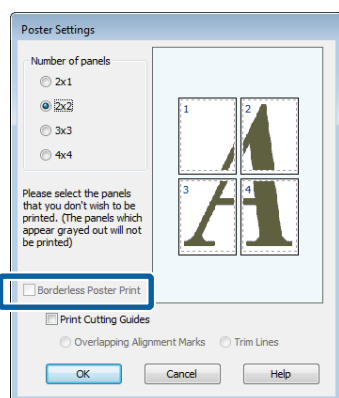 Poster Settings
Number of panels
2x1
2x2
3x3
4x4
Please select the panels
that you don't wish to be
printed. (The panels which
appear grayed out will not
be printed)
1
2
3
4
A
Borderless Poster Print
Print Cutting Guides
Overlapping Alignment Marks
Trim Lines
OK
Cancel
Help